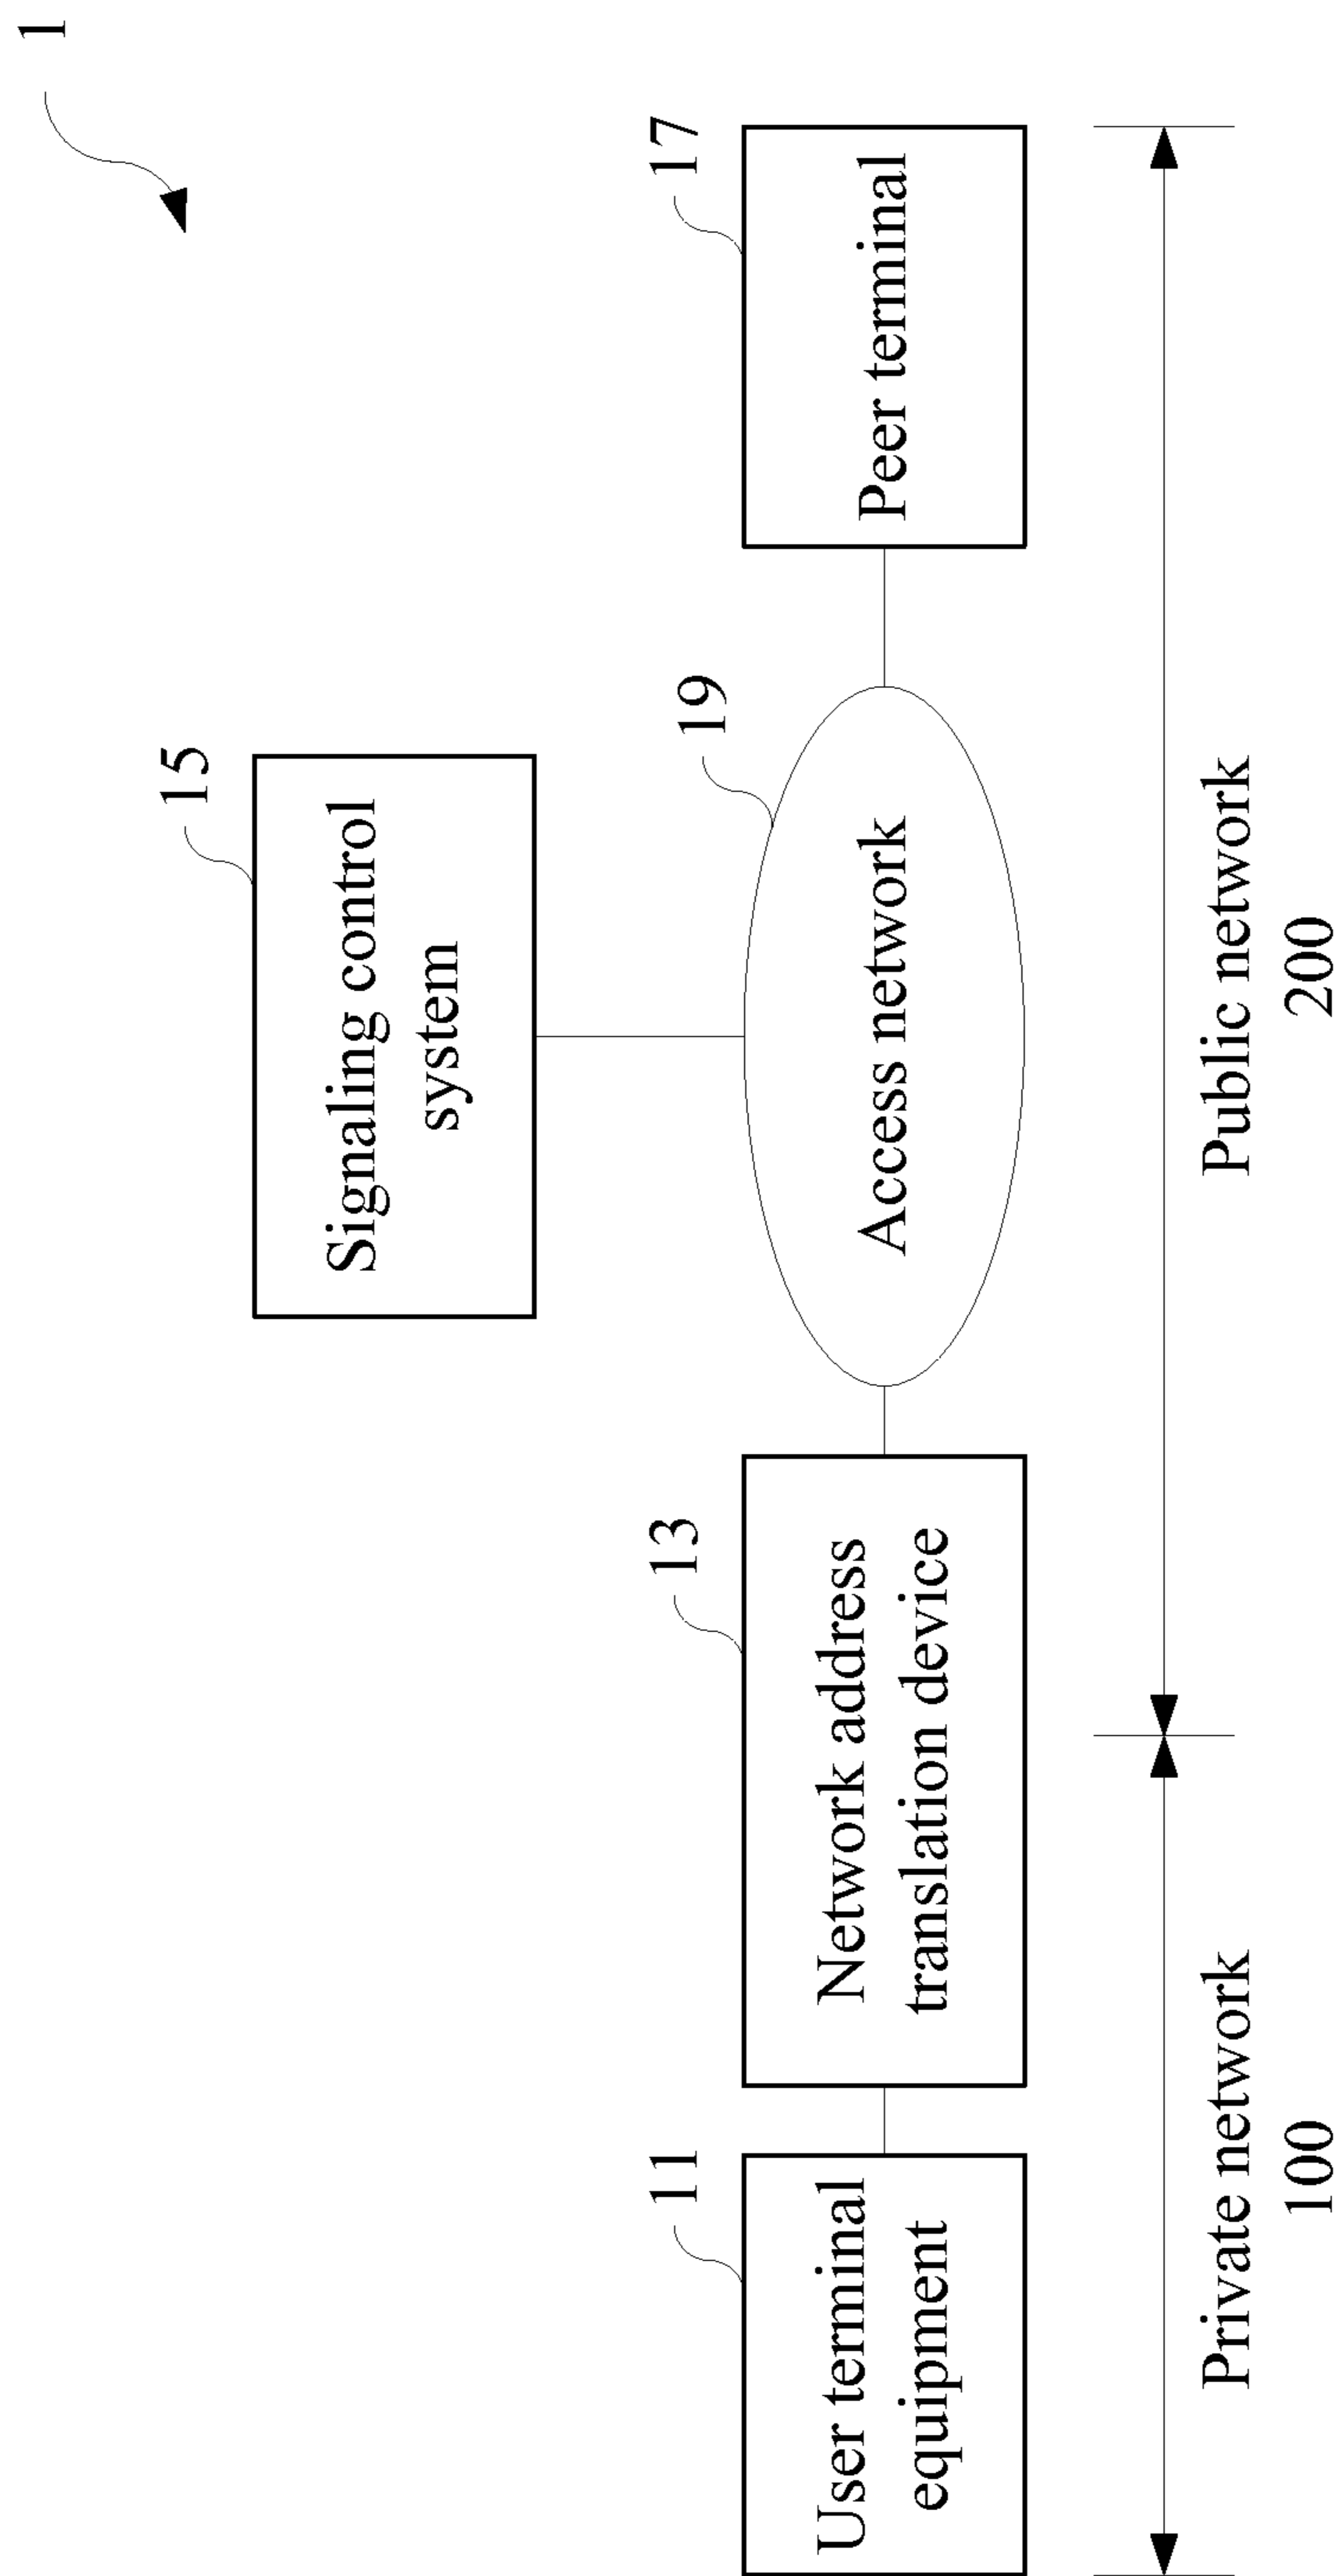 1
15
Signaling control
system
11
13
19
17
User terminal
equipment
Network address
translation device
Access network
Peer terminal
Private network
100
Public network
200